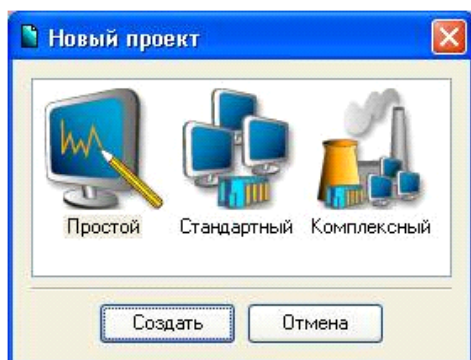 Новый проект
Простой Стандартный Комплексный
Создать Отмена